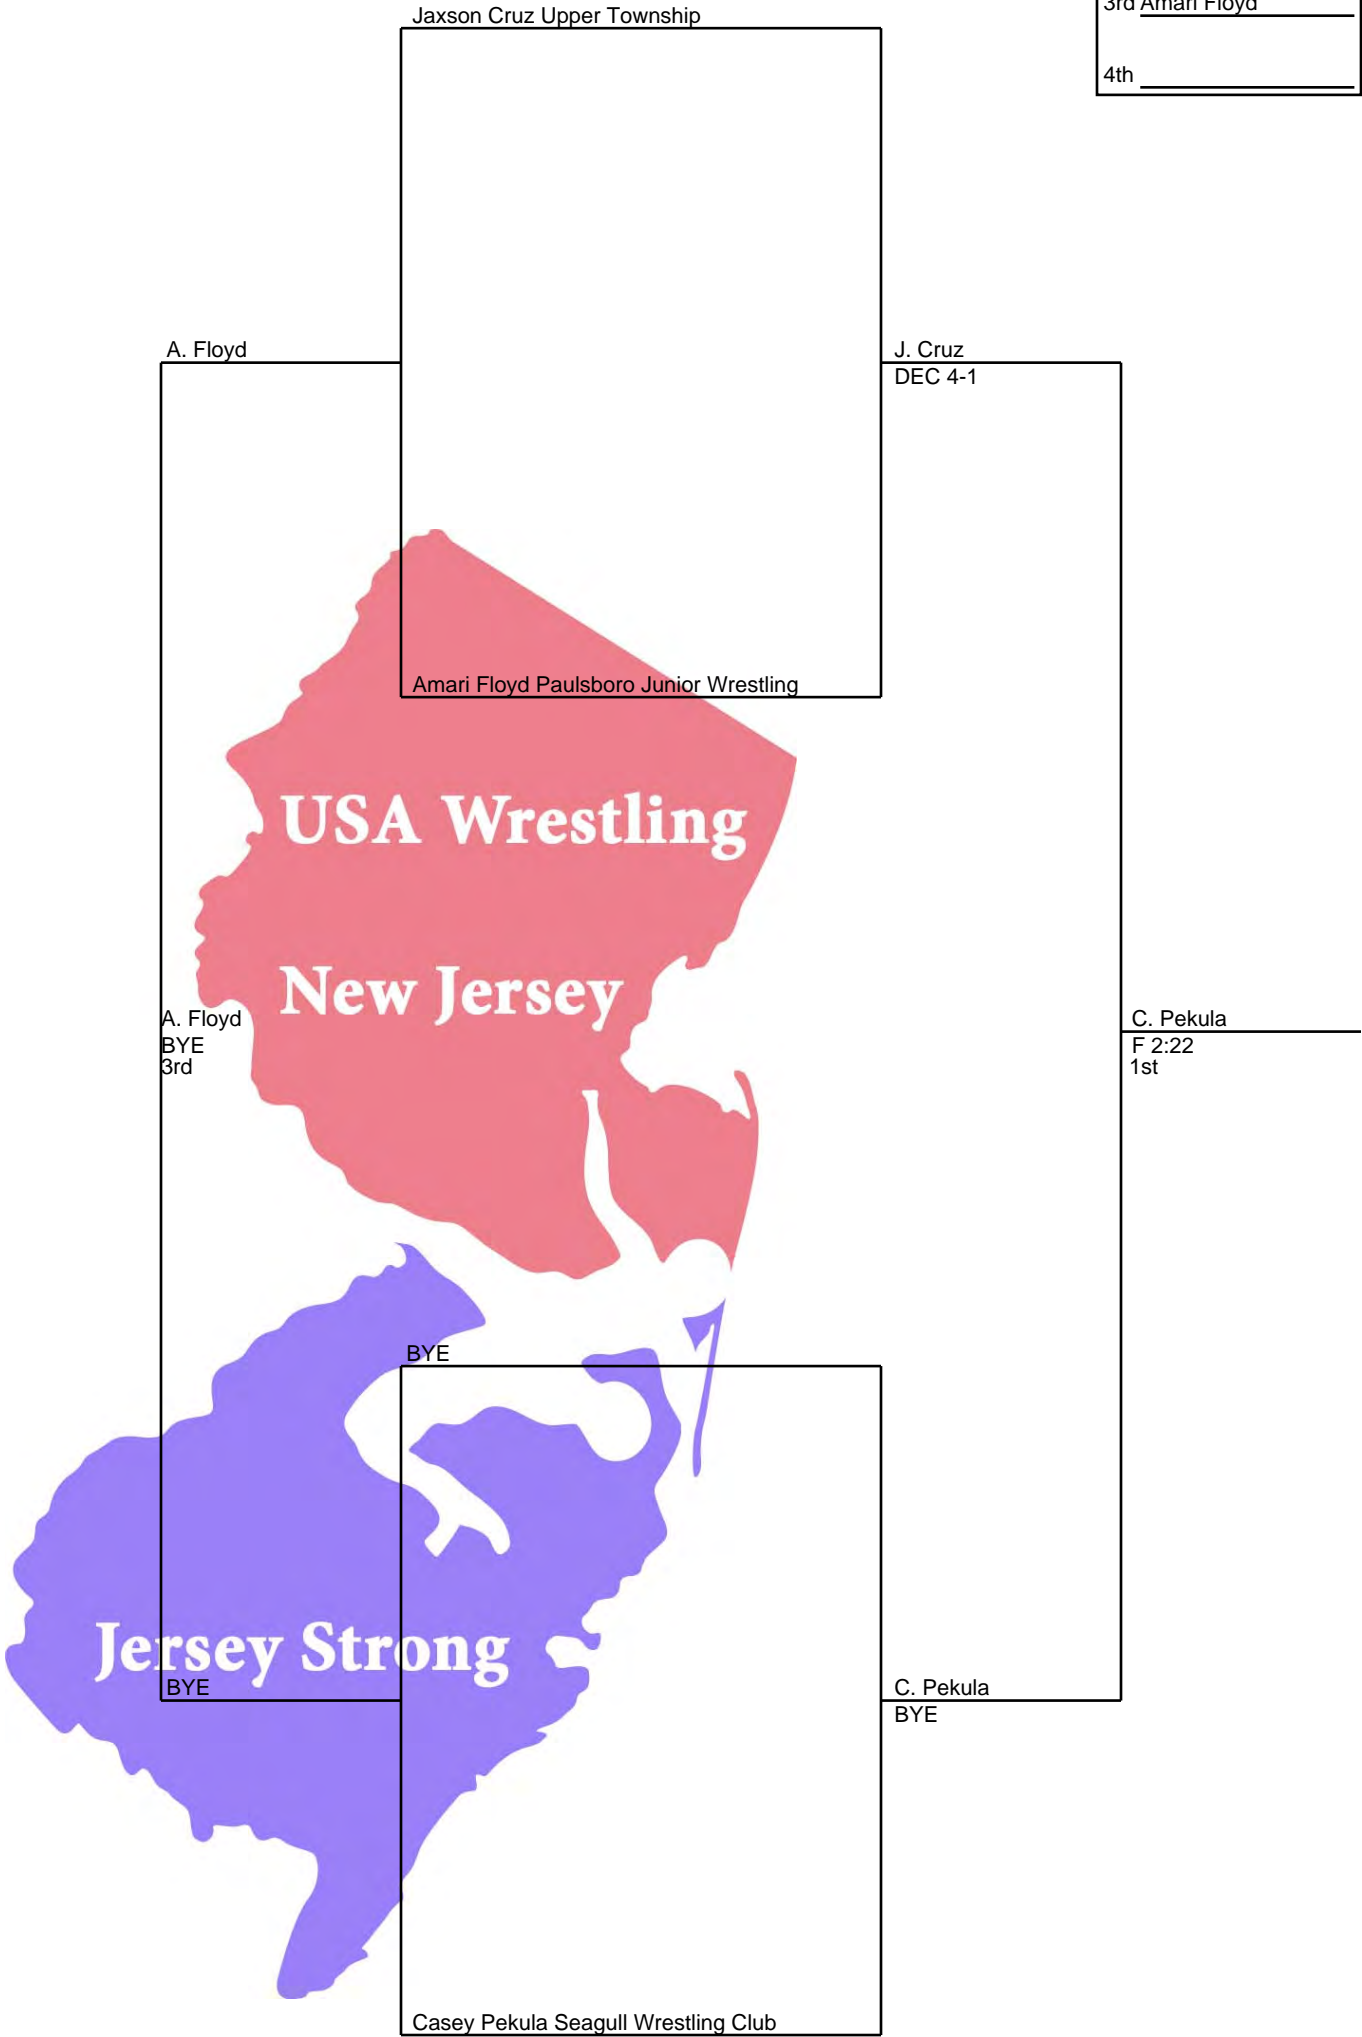 3rd Amari Floyd
4th
Jaxson Cruz Upper Township
A. Floyd
J. Cruz
DEC 4-1
Amari Floyd Paulsboro Junior Wrestling
USA Wrestling
New Jersey
A. Floyd
BYE
3rd
C. Pekula
F 2:22
1st
BYE
Jersey Strong
BYE
C. Pekula
BYE
Casey Pekula Seagull Wrestling Club